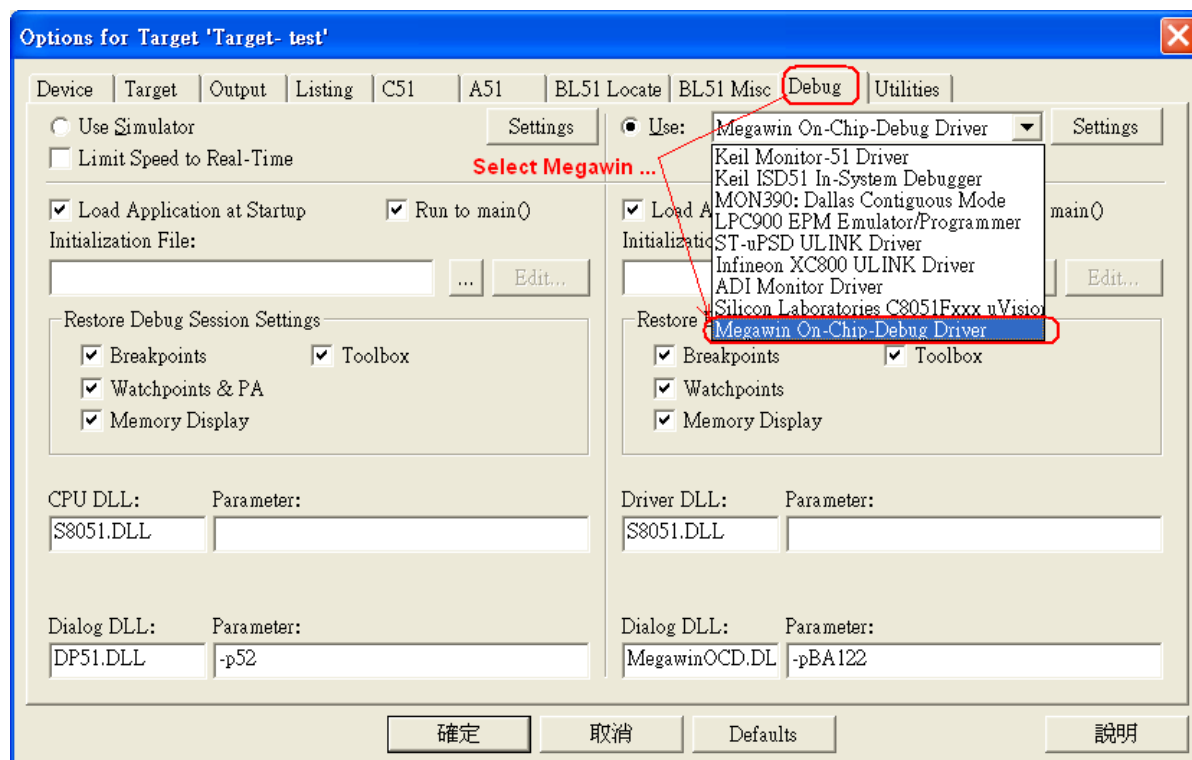 Options for Target 'Target- test'
Device Target Output Listing C51 A51 BL51 Locate BL51 Misc Debug Utilities
Use Simulator Settings Use: Megawin On-Chip-Debug Driver Settings
Limit Speed to Real-Time
Select Megawin ...
Keil Monitor-51 Driver
Keil ISD51 In-System Debugger
MON390: Dallas Contiguous Mode
LPC900 EPM Emulator/Programmer
ST-uPSD ULINK Driver
Infineon XC800 ULINK Driver
ADI Monitor Driver
Silicon Laboratories C8051Fxxx uVision
Megawin On-Chip-Debug Driver
Load Application at Startup Run to main() Load A main()
Initialization File: Initializatio
... Edit... Edit...
Restore Debug Session Settings Restore
Breakpoints Toolbox Breakpoints Toolbox
Watchpoints & PA Watchpoints
Memory Display Memory Display
CPU DLL: Parameter: Driver DLL: Parameter:
S8051.DLL S8051.DLL
Dialog DLL: Parameter: Dialog DLL: Parameter:
DP51.DLL -p52 MegawinOCD.DL -pBA122
確定 取消 Defaults 說明